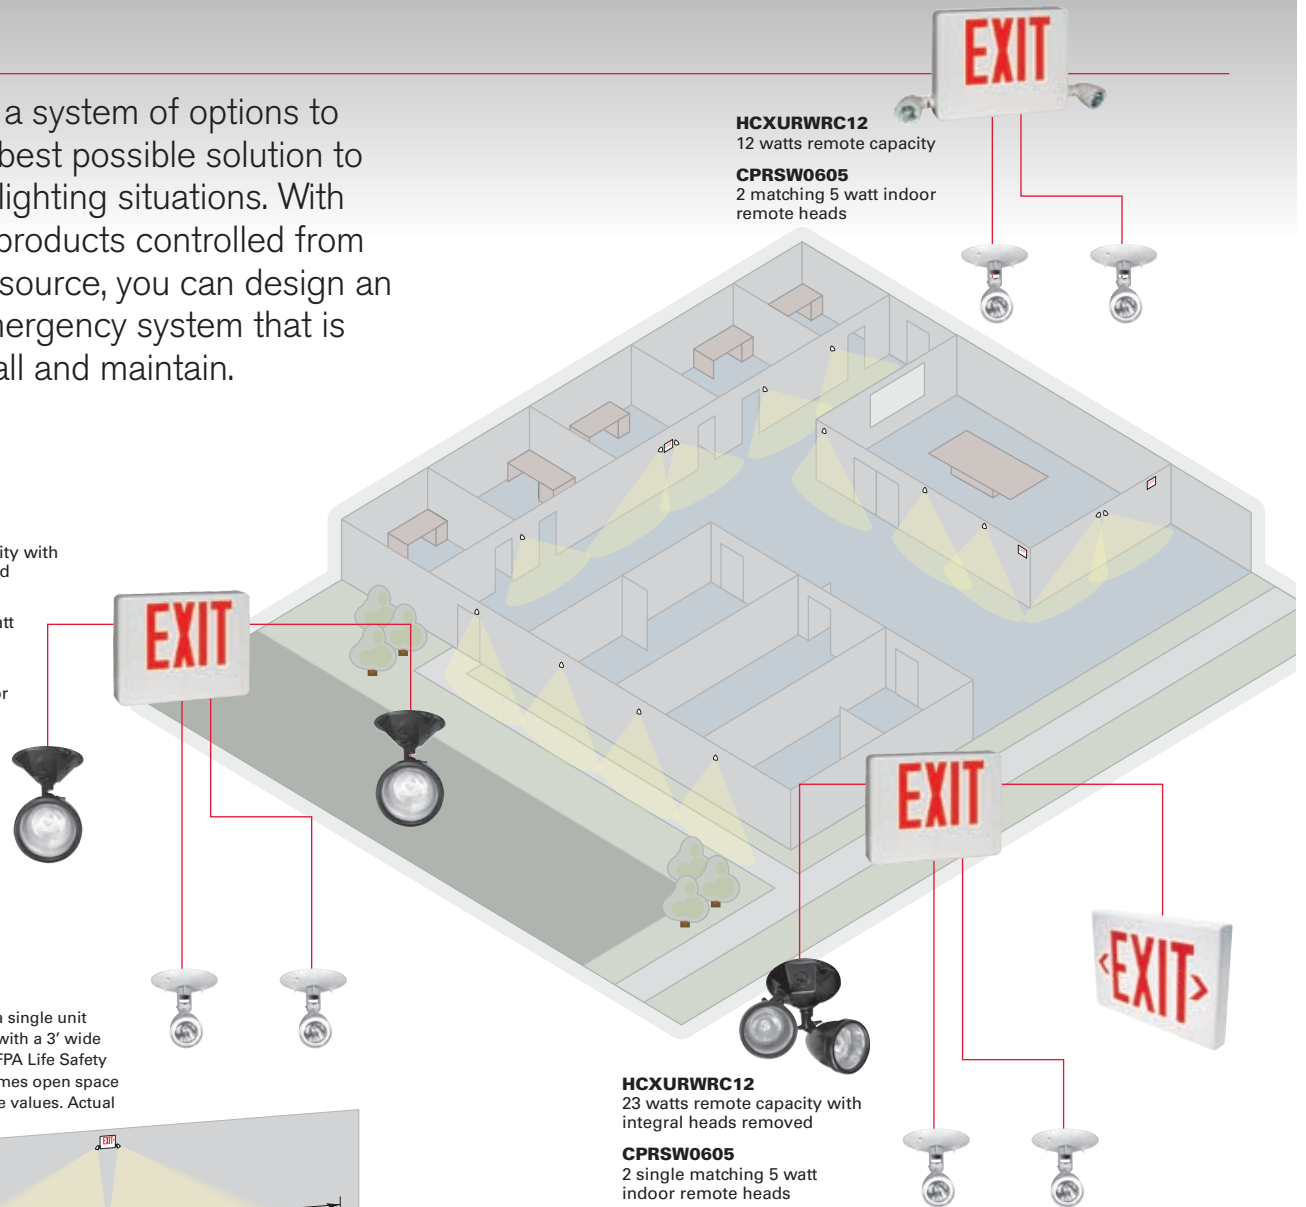 a system of options to
best possible solution to
lighting situations. With
products controlled from
source, you can design an
mergency system that is
all and maintain.
EXIT
HCXURWRC12
12 watts remote capacity
CPRSW0605
2 matching 5 watt indoor
remote heads
ity with
d
att
or
EXIT
EXIT
<EXIT>
a single unit
with a 3' wide
FPA Life Safety
mes open space
e values. Actual
EXIT
HCXURWRC12
23 watts remote capacity with
integral heads removed
CPRSW0605
2 single matching 5 watt
indoor remote heads